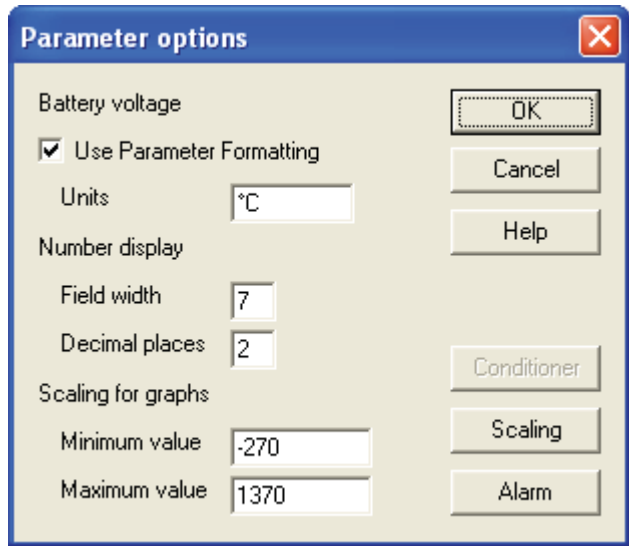 Parameter options
Battery voltage
OK
Use Parameter Formatting
Cancel
Units °C
Help
Number display
Field width 7
Decimal places 2
Conditioner
Scaling for graphs
Scaling
Minimum value -270
Maximum value 1370
Alarm